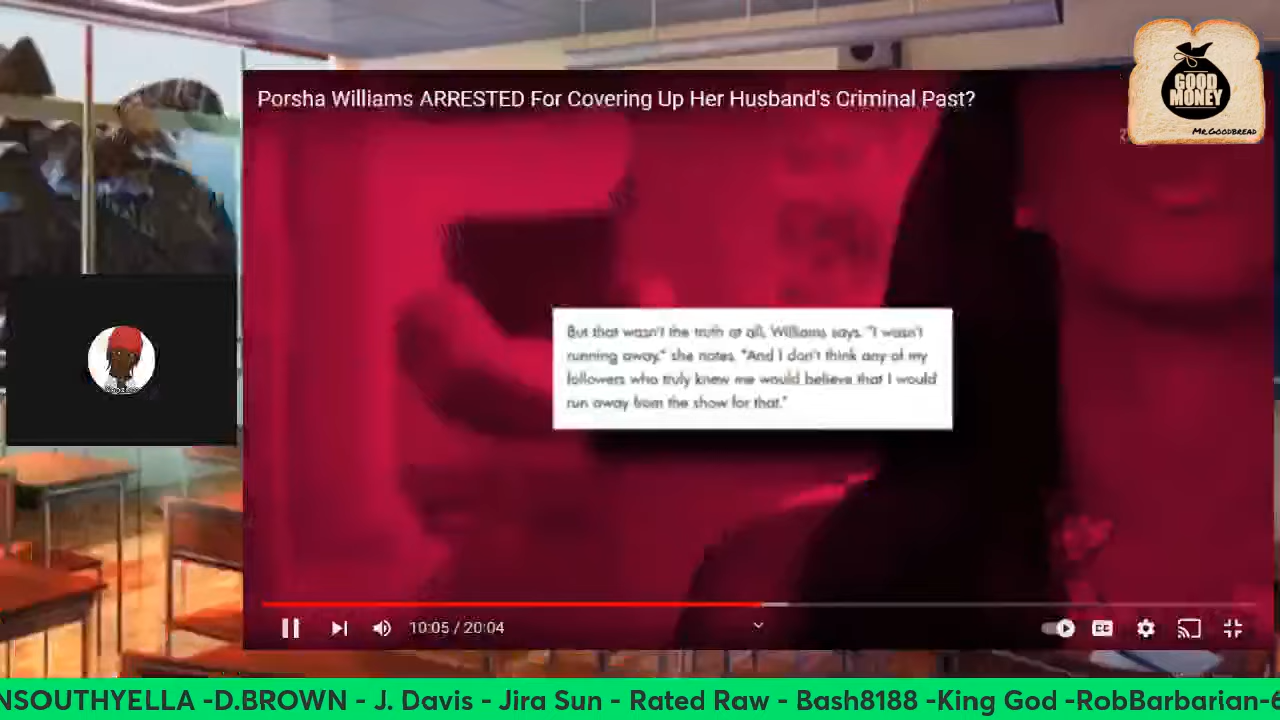 Porsha Williams ARRESTED For Covering Up Her Husband's Criminal Past?
GOOD
MONEY
MR.GOODBREAD
But that wasn't the truth at all, Williams says. "I wasn't
running away," she notes. "And I don't think any of my
followers who truly knew me would believe that I would
run away from the show for that."
10:05 / 20:04
CC
NSOUTHYELLA -D.BROWN - J. Davis - Jira Sun - Rated Raw - Bash8188 -King God -RobBarbarian-6